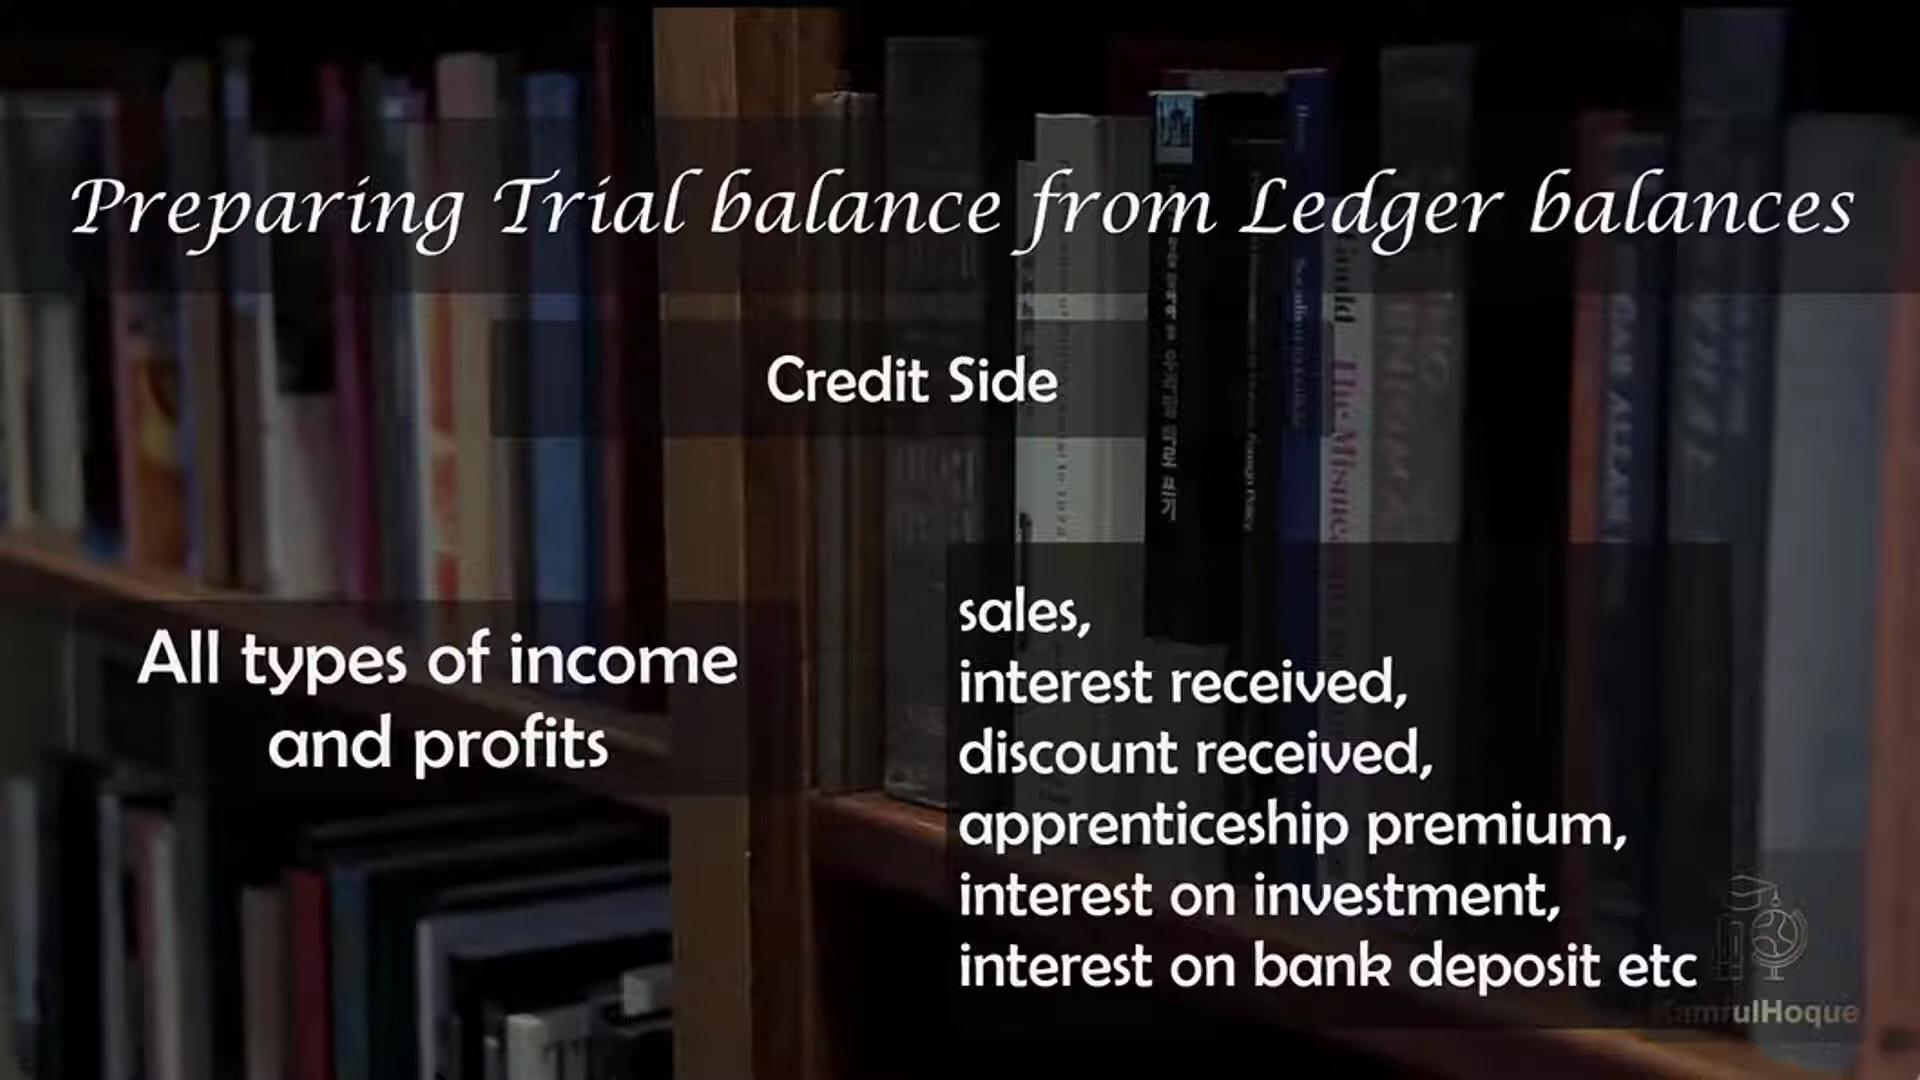 Preparing Trial balance from Ledger balances
Credit Side
All types of income
and profits
sales,
interest received,
discount received,
apprenticeship premium,
interest on investment,
interest on bank deposit etc
KamrulHoque